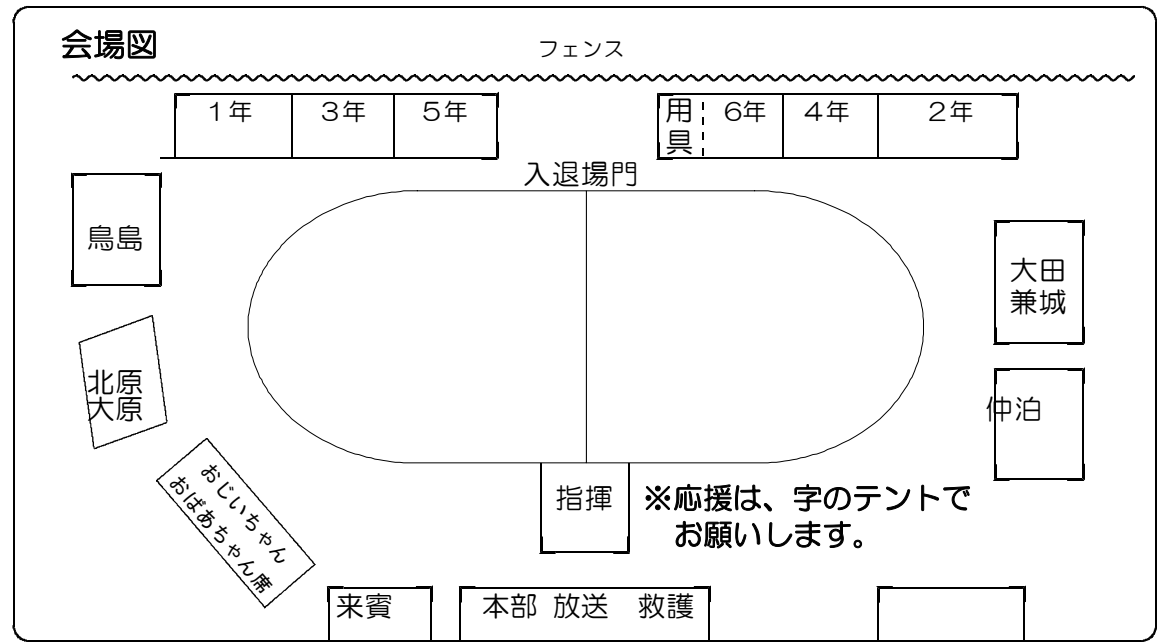 会場図
フェンス
1年 3年 5年
用具 6年 4年 2年
入退場門
鳥島
大田
兼城
北原
大原
仲泊
おじいちゃん
おばあちゃん席
指揮
※応援は、字のテントで
お願いします。
来賓
本部 放送 救護